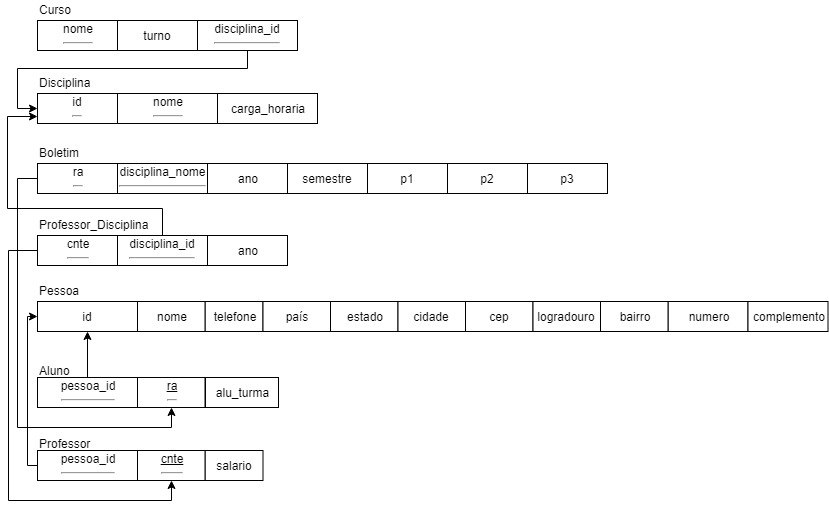 Curso
nome turno disciplina_id
Disciplina
id nome carga_horaria
Boletim
ra disciplina_nome ano semestre p1 p2 p3
Professor_Disciplina
cnte disciplina_id ano
Pessoa
id nome telefone país estado cidade cep logradouro bairro numero complemento
Aluno
pessoa_id ra alu_turma
Professor
pessoa_id cnte salario